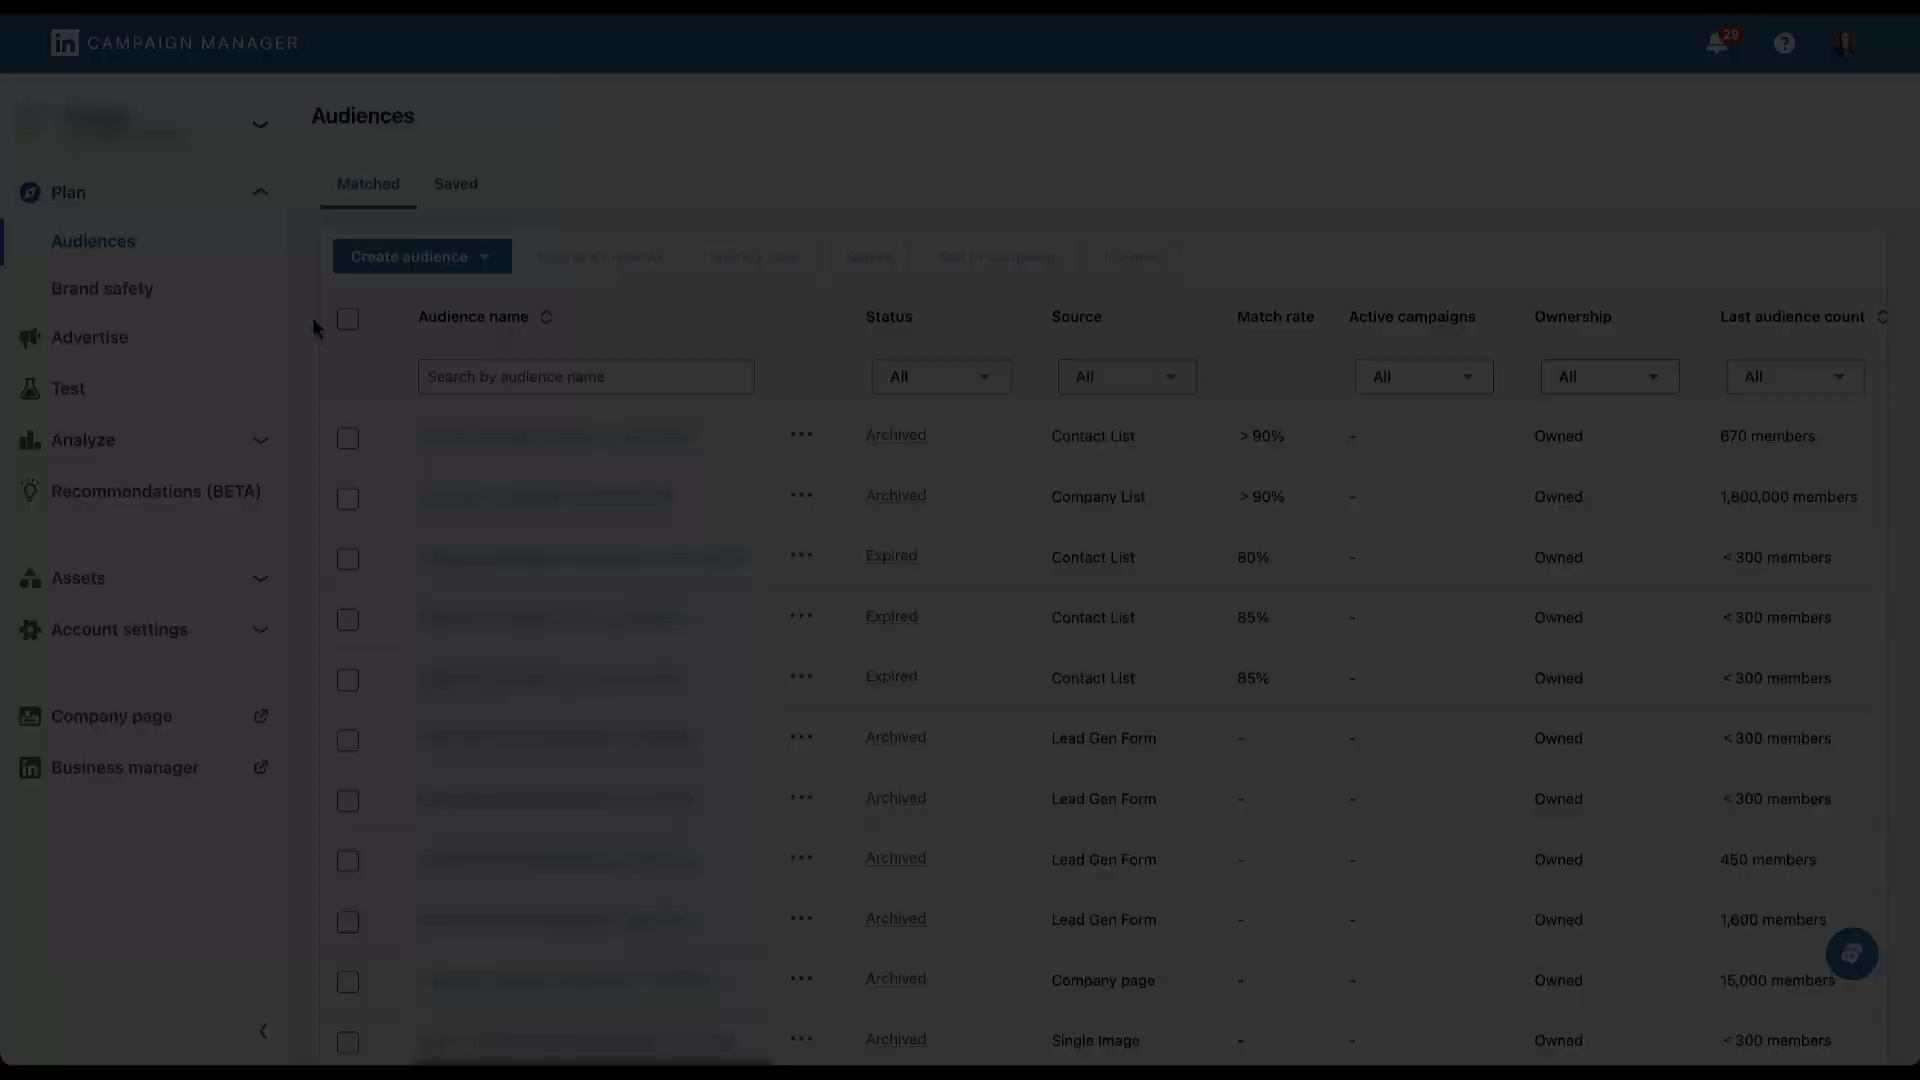 in CAMPAIGN MANAGER
29
?
Audiences
Plan
Matched Saved
Audiences
Create audience
Brand safety
Audience name Status Source Match rate Active campaigns Ownership Last audience count
Advertise
Search by audience name All All All All All
Test
Archived Contact List > 90% - Owned 670 members
Analyze
Recommendations (BETA)
Archived Company List > 90% - Owned 1,800,000 members
Expired Contact List 80% - Owned < 300 members
Assets
Expired Contact List 85% - Owned < 300 members
Account settings
Expired Contact List 85% - Owned < 300 members
Company page
Archived Lead Gen Form - - Owned < 300 members
in Business manager
Archived Lead Gen Form - - Owned < 300 members
Archived Lead Gen Form - - Owned 450 members
Archived Lead Gen Form - - Owned 1,600 members
Archived Company page - - Owned 15,000 members
Archived Single Image - - Owned < 300 members